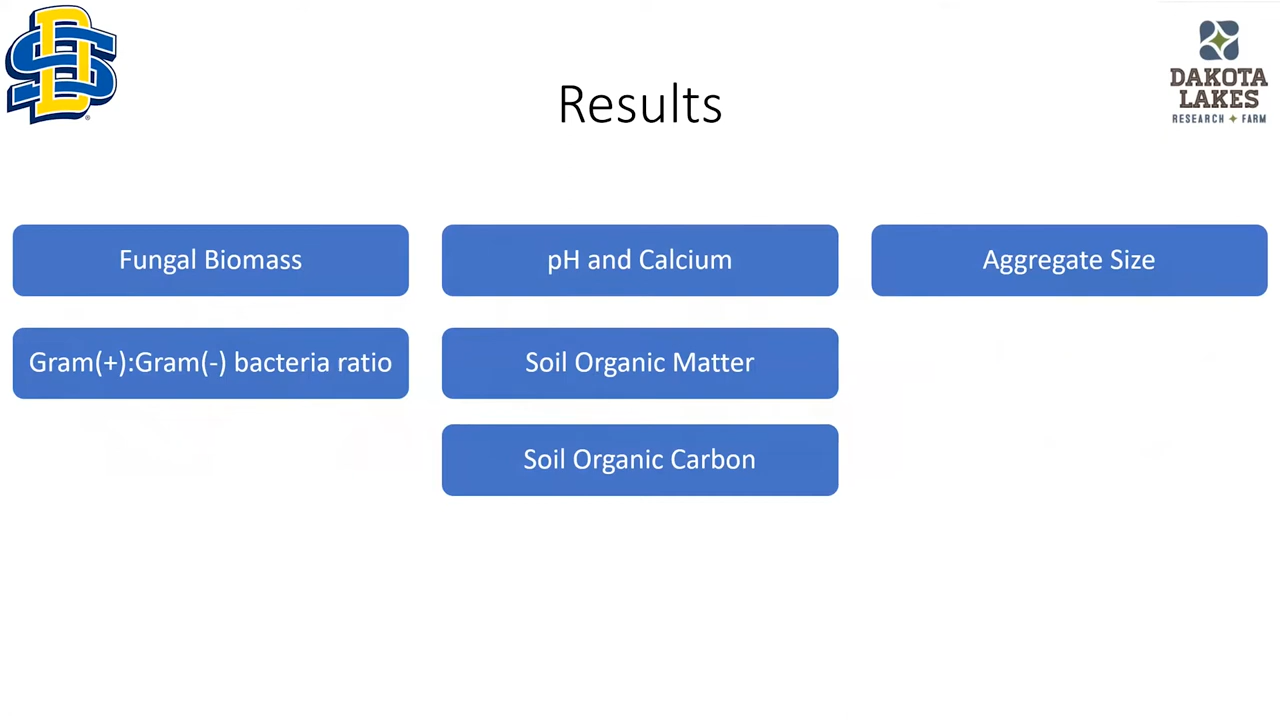 SD
®
DAKOTA
LAKES
RESEARCH FARM
Results
Fungal Biomass
Gram(+):Gram(-) bacteria ratio
pH and Calcium
Soil Organic Matter
Soil Organic Carbon
Aggregate Size